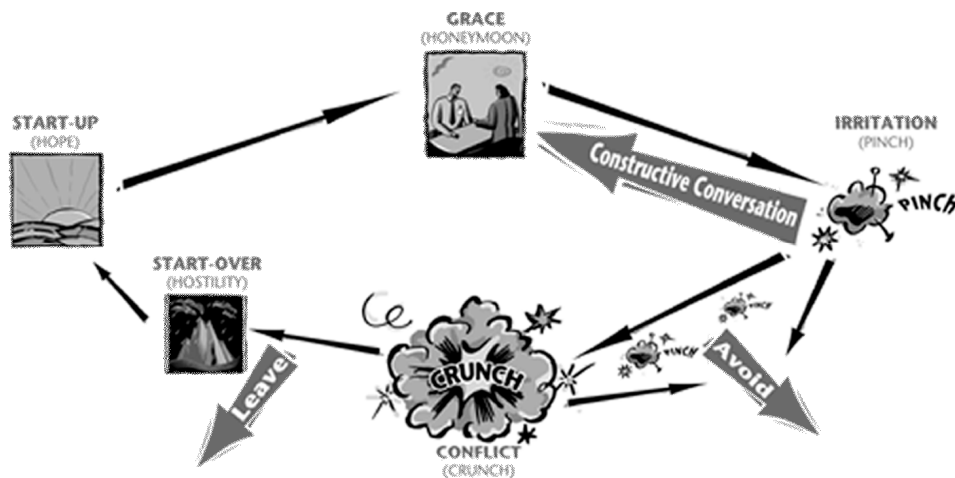 GRACE
(HONEYMOON)
START-UP
(HOPE)
IRRITATION
(PINCH)
Constructive Conversation
PINCH
START-OVER
(HOSTILITY)
PINCH
PINCH
Leave
CRUNCH
Avoid
CONFLICT
(CRUNCH)